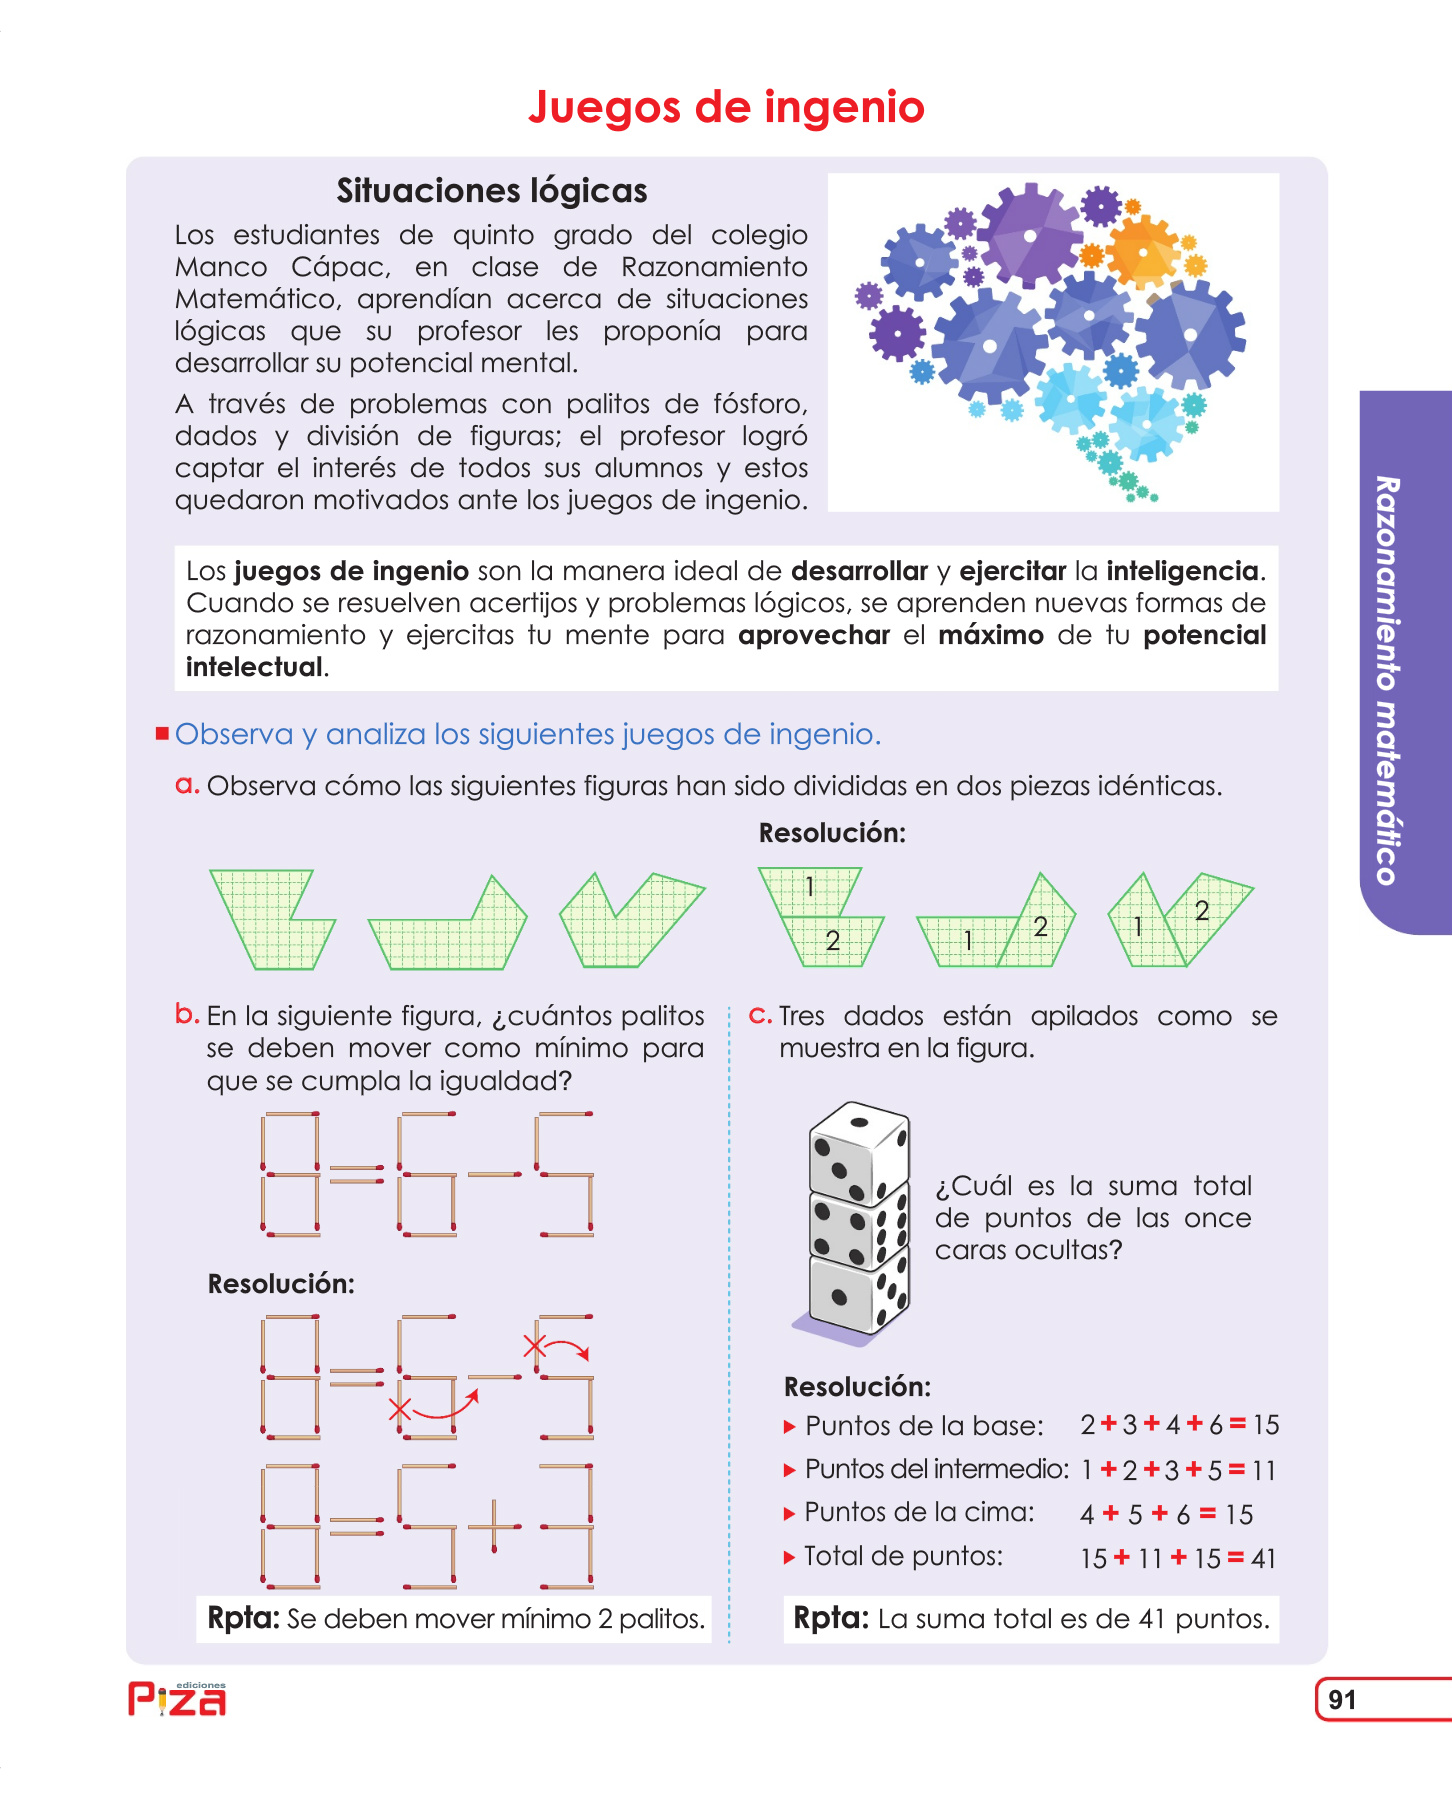 Juegos de ingenio
Situaciones lógicas
Los estudiantes de quinto grado del colegio
Manco Cápac, en clase de Razonamiento
Matemático, aprendían acerca de situaciones
lógicas que su profesor les proponía para
desarrollar su potencial mental.
A través de problemas con palitos de fósforo,
dados y división de figuras; el profesor logró
captar el interés de todos sus alumnos y estos
quedaron motivados ante los juegos de ingenio.
Los juegos de ingenio son la manera ideal de desarrollar y ejercitar la inteligencia.
Cuando se resuelven acertijos y problemas lógicos, se aprenden nuevas formas de
razonamiento y ejercitas tu mente para aprovechar el máximo de tu potencial
intelectual.
Observa y analiza los siguientes juegos de ingenio.
a. Observa cómo las siguientes figuras han sido divididas en dos piezas idénticas.
Resolución:
1
2
1
2
1
2
b. En la siguiente figura, ¿cuántos palitos
se deben mover como mínimo para
que se cumpla la igualdad?
8 = 6 - 5
Resolución:
8 = 6 - 5
8 = 5 + 3
Rpta: Se deben mover mínimo 2 palitos.
c. Tres dados están apilados como se
muestra en la figura.
¿Cuál es la suma total
de puntos de las once
caras ocultas?
Resolución:
Puntos de la base: 2 + 3 + 4 + 6 = 15
Puntos del intermedio: 1 + 2 + 3 + 5 = 11
Puntos de la cima: 4 + 5 + 6 = 15
Total de puntos: 15 + 11 + 15 = 41
Rpta: La suma total es de 41 puntos.
Razonamiento matemático
ediciones
Piza
91